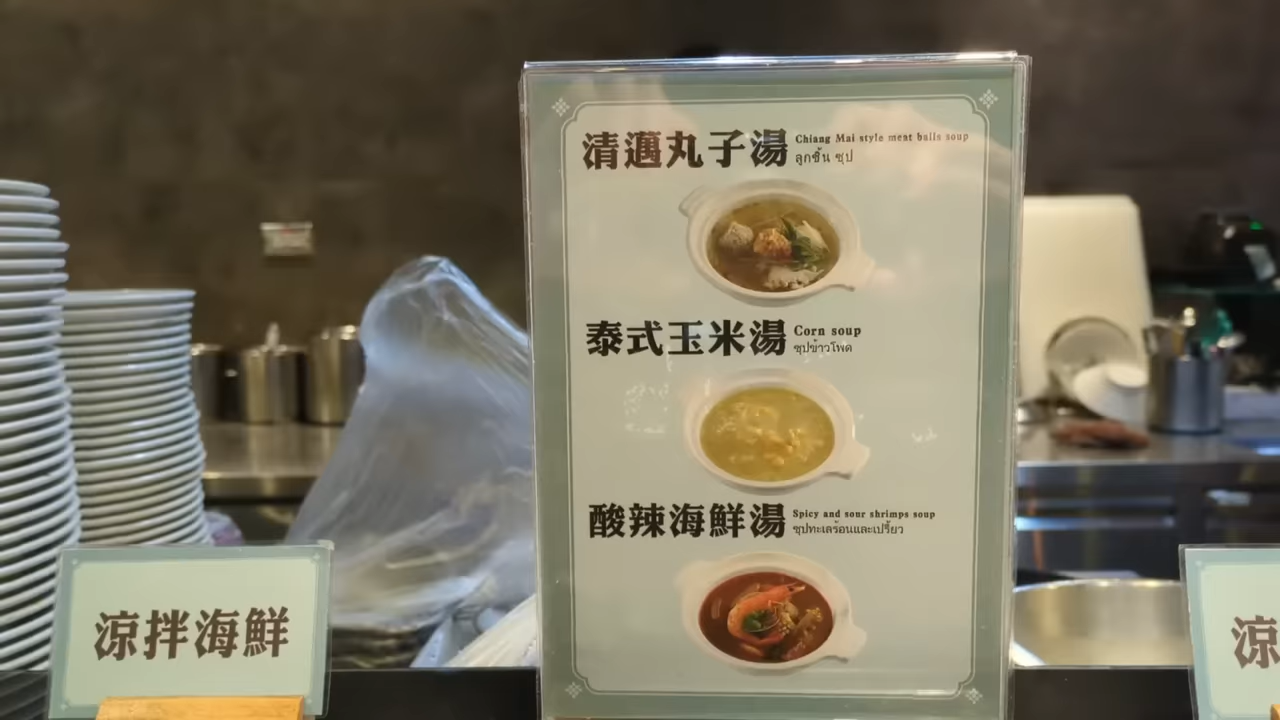 清邁丸子湯
Chiang Mai style meat balls soup
ลูกชิ้น ซุป
泰式玉米湯
Corn soup
ซุปข้าวโพด
酸辣海鮮湯
Spicy and sour shrimps soup
ซุปทะเลร้อนและเปรี้ยว
涼拌海鮮
涼